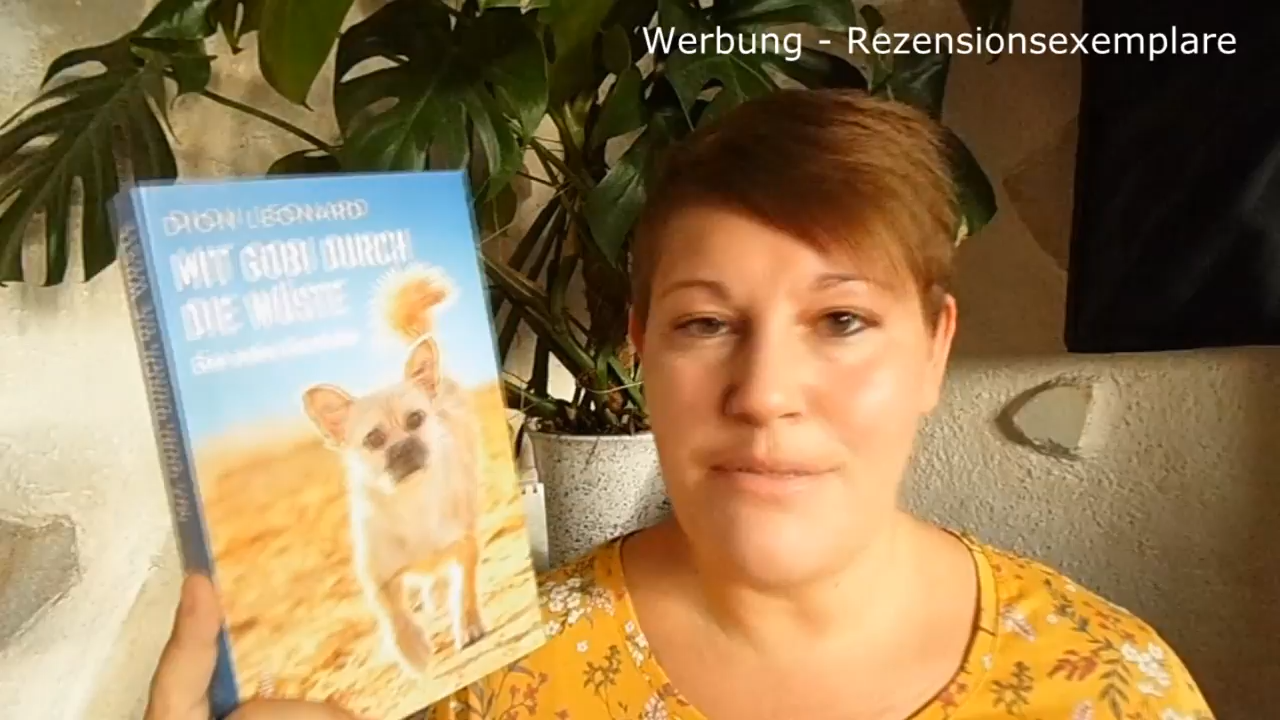 Werbung - Rezensionsexemplare
DION LEONARD
MIT GOBI DURCH
DIE WÜSTE